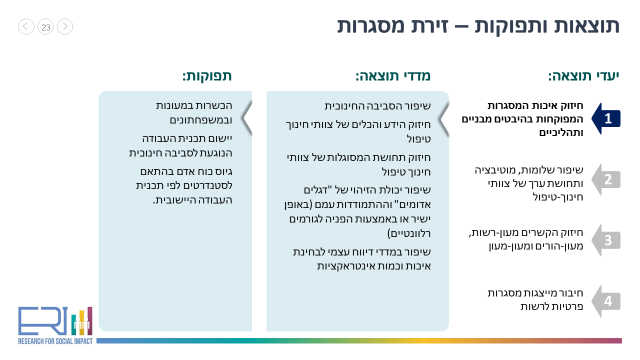 תוצאות ותפוקות – זירת מסגרות
23
יעדי תוצאה:
1
חיזוק איכות המסגרות
המפוקחות בהיבטים מבניים
ותהליכיים
2
שיפור שלומות, מוטיבציה
ותחושת ערך של צוותי
חינוך-טיפול
3
חיזוק הקשרים מעון-רשות,
מעון-הורים ומעון-מעון
4
חיבור מייצגות מסגרות
פרטיות לרשות
מדדי תוצאה:
שיפור הסביבה החינוכית
חיזוק הידע והכלים של צוותי חינוך
טיפול
חיזוק תחושת המסוגלות של צוותי
חינוך טיפול
שיפור יכולת הזיהוי של "דגלים
אדומים" וההתמודדות עמם (באופן
ישיר או באמצעות הפניה לגורמים
רלוונטיים)
שיפור במדדי דיווח עצמי לבחינת
איכות וכמות אינטראקציות
תפוקות:
הכשרות במעונות
ובמשפחתונים
יישום תכנית העבודה
הנוגעת לסביבה חינוכית
גיוס כוח אדם בהתאם
לסטנדרטים לפי תכנית
העבודה היישובית.
ERI
RESEARCH FOR SOCIAL IMPACT